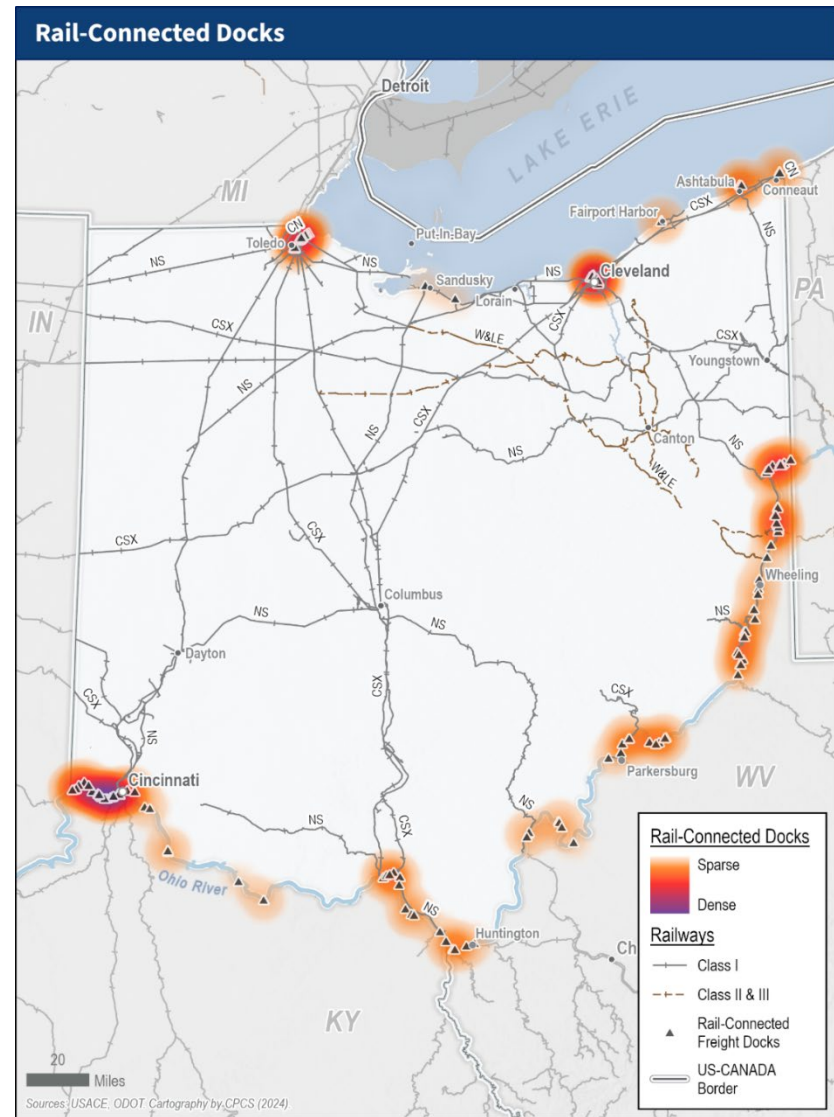 Rail-Connected Docks
Detroit
LAKE ERIE
MI
CN
Ashtabula
Conneaut
CSX
Fairport Harbor
CN
Toledo
NS
Put-In-Bay
NS
Cleveland
NS
NS
Sandusky
Lorain
PA
IN
CSX
CSX
W&LE
CSX
Youngstown
NS
CSX
NS
NS
Canton
NS
W&LE
CSX
CSX
Wheeling
Columbus
NS
NS
NS
Dayton
CSX
CSX
CSX
NS
Cincinnati
Parkersburg
WV
NS
CSX
NS
Ohio River
NS
Huntington
Ch
KY
Rail-Connected Docks
Sparse
Dense
Railways
Class I
Class II & III
Rail-Connected
Freight Docks
US-CANADA
Border
20
Miles
Sources: USACE, ODOT. Cartography by CPCS (2024)